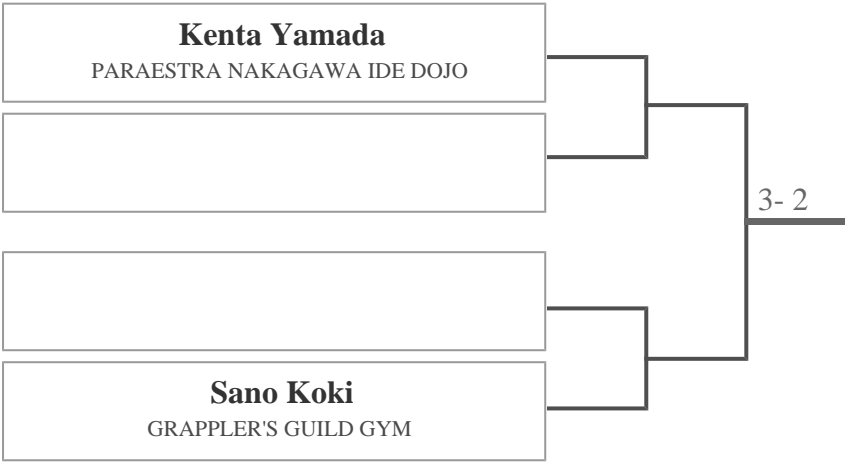 Kenta Yamada
PARAESTRA NAKAGAWA IDE DOJO
3- 2
Sano Koki
GRAPPLER'S GUILD GYM